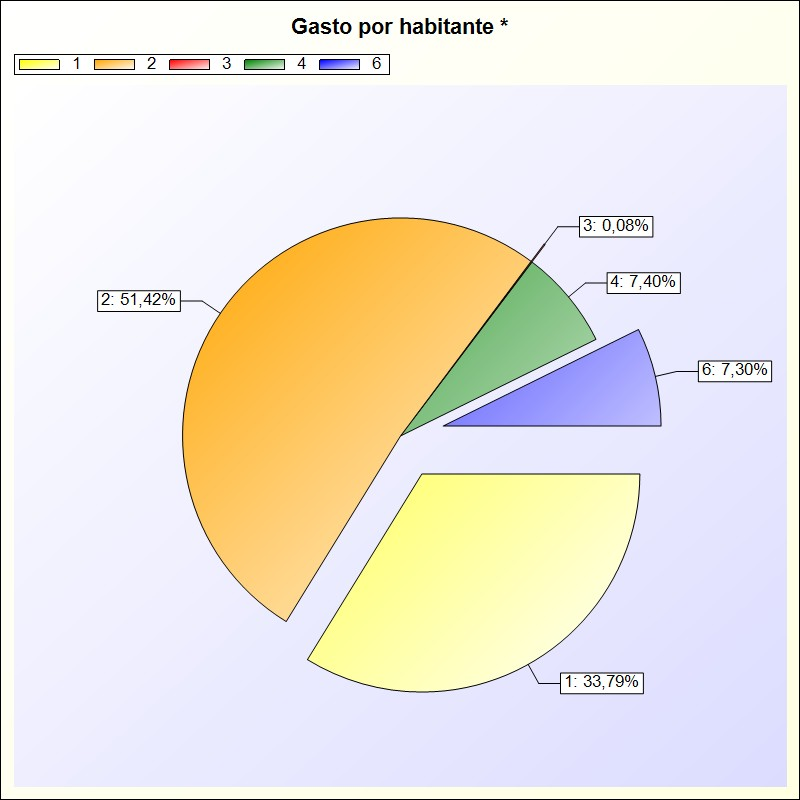 Gasto por habitante *
1 2 3 4 6
3: 0,08%
4: 7,40%
2: 51,42%
6: 7,30%
1: 33,79%